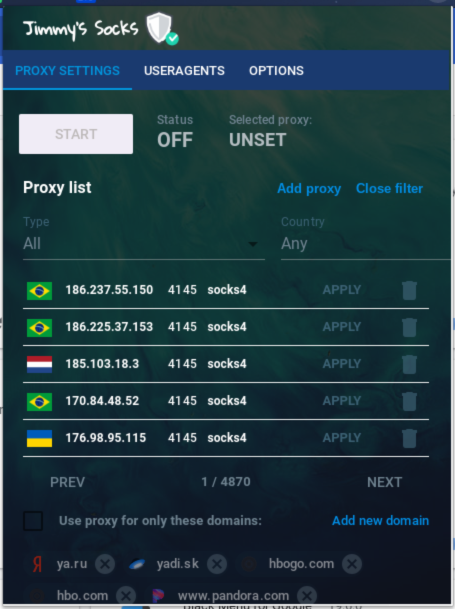 Jimmy's Socks
PROXY SETTINGS USERAGENTS OPTIONS
START
Status
OFF
Selected proxy:
UNSET
Proxy list Add proxy Close filter
Type
All
Country
Any
186.237.55.150 4145 socks4 APPLY
186.225.37.153 4145 socks4 APPLY
185.103.18.3 4145 socks4 APPLY
170.84.48.52 4145 socks4 APPLY
176.98.95.115 4145 socks4 APPLY
PREV 1 / 4870 NEXT
Use proxy for only these domains: Add new domain
Я ya.ru yadi.sk hbogo.com
hbo.com www.pandora.com